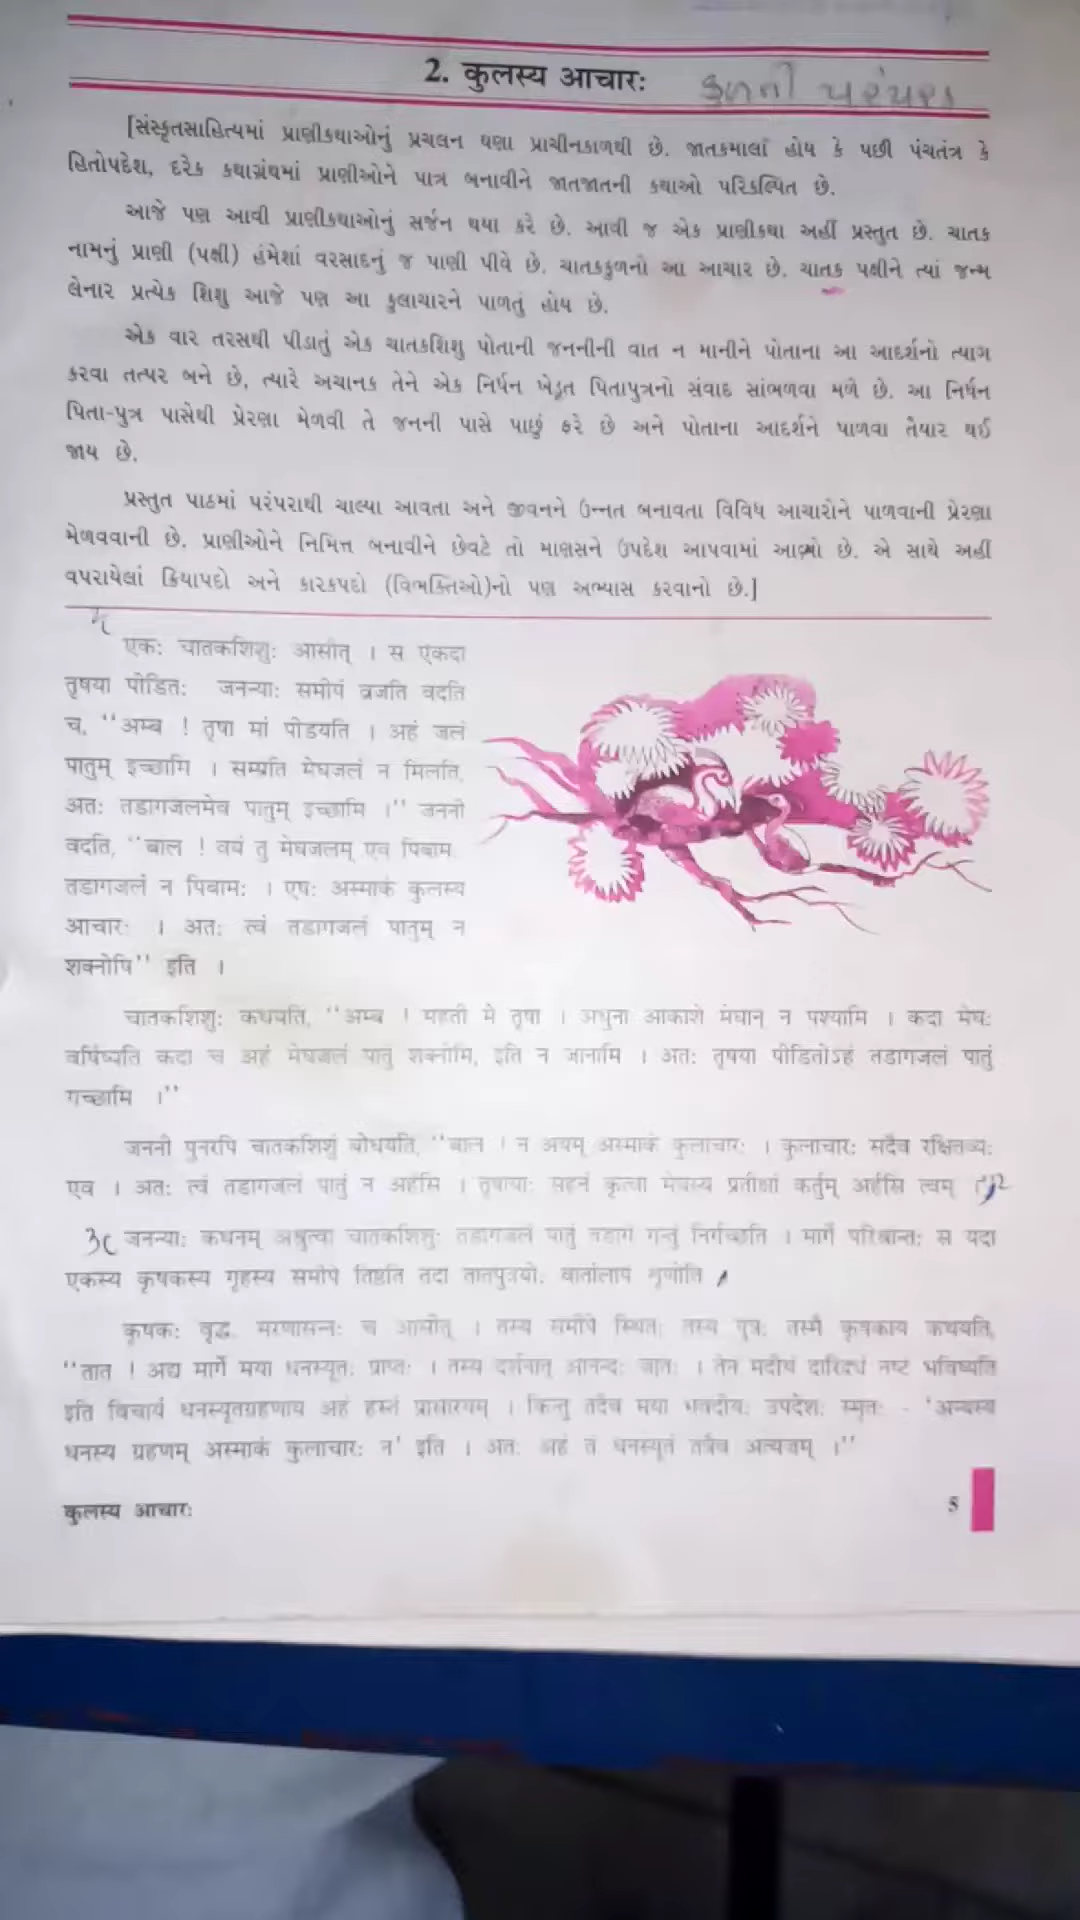 2. कुलस्य आचारः કુળની પરંપરા
[સંસ્કૃતસાહિત્યમાં પ્રાણીકથાઓનું પ્રચલન ઘણા પ્રાચીનકાળથી છે. જાતકમાલા હોય કે પછી પંચતંત્ર કે
હિતોપદેશ, દરેક કથાગ્રંથમાં પ્રાણીઓને પાત્ર બનાવીને જાતજાતની કથાઓ પરિકલ્પિત છે.
આજે પણ આવી પ્રાણીકથાઓનું સર્જન થયા કરે છે. આવી જ એક પ્રાણીકથા અહીં પ્રસ્તુત છે. ચાતક
નામનું પ્રાણી (પક્ષી) હંમેશાં વરસાદનું જ પાણી પીવે છે. ચાતકકુળનો આ આચાર છે. ચાતક પક્ષીને ત્યાં જન્મ
લેનાર પ્રત્યેક શિશુ આજે પણ આ કુલાચારને પાળતું હોય છે.
એક વાર તરસથી પીડાતું એક ચાતકશિશુ પોતાની જનનીની વાત ન માનીને પોતાના આ આદર્શનો ત્યાગ
કરવા તત્પર બને છે, ત્યારે અચાનક તેને એક નિર્ધન ખેડૂત પિતાપુત્રનો સંવાદ સાંભળવા મળે છે. આ નિર્ધન
પિતા-પુત્ર પાસેથી પ્રેરણા મેળવી તે જનની પાસે પાછું ફરે છે અને પોતાના આદર્શને પાળવા તૈયાર થઈ
જાય છે.
પ્રસ્તુત પાઠમાં પરંપરાથી ચાલ્યા આવતા અને જીવનને ઉન્નત બનાવતા વિવિધ આચારોને પાળવાની પ્રેરણા
મેળવવાની છે. પ્રાણીઓને નિમિત્ત બનાવીને છેવટે તો માણસને ઉપદેશ આપવામાં આવ્યો છે. એ સાથે અહીં
વપરાયેલાં ક્રિયાપદો અને કારકપદો (વિભક્તિઓ)નો પણ અભ્યાસ કરવાનો છે.]
एकः चातकशिशुः आसीत् । स एकदा
तृषया पीडितः जनन्याः समीपं व्रजति वदति
च, “अम्ब ! तृषा मां पीडयति । अहं जलं
पातुम् इच्छामि । सम्प्रति मेघजलं न मिलति,
अतः तडागजलमेव पातुम् इच्छामि ।” जननी
वदति, “बाल ! वयं तु मेघजलम् एव पिबामः,
तडागजलं न पिबामः । एषः अस्माकं कुलस्य
आचारः । अतः त्वं तडागजलं पातुम् न
शक्नोषि” इति ।
चातकशिशुः कथयति, “अम्ब ! महती मे तृषा । अधुना आकाशे मेघान् न पश्यामि । कदा मेघः
वर्षिष्यति कदा च अहं मेघजलं पातुं शक्नोमि, इति न जानामि । अतः तृषया पीडितोऽहं तडागजलं पातुं
गच्छामि ।”
जननी पुनरपि चातकशिशुं बोधयति, “बाल ! न अयम् अस्माकं कुलाचारः । कुलाचारः सदैव रक्षितव्यः
एव । अतः त्वं तडागजलं पातुं न अर्हसि । तृषायाः सहनं कृत्वा मेघस्य प्रतीक्षां कर्तुम् अर्हसि त्वम् ।”
जनन्याः कथनम् अश्रुत्वा चातकशिशुः तडागजलं पातुं तडागं गन्तुं निर्गच्छति । मार्गे परिश्रान्तः स यदा
एकस्य कृषकस्य गृहस्य समीपे तिष्ठति तदा तातपुत्रयोः वार्तालापं शृणोति ।
कृषकः वृद्धः मरणासन्नः च आसीत् । तस्य समीपे स्थितः तस्य पुत्रः तस्मै कृषकाय कथयति,
“तात ! अद्य मार्गे मया धनस्यूतः प्राप्तः । तस्य दर्शनात् आनन्दः जातः । तेन मदीयं दारिद्र्यं नष्टं भविष्यति
इति विचार्य धनस्यूतग्रहणाय अहं हस्तं प्रासारयम् । किन्तु तदैव मया भवदीयः उपदेशः स्मृतः - ‘अन्यस्य
धनस्य ग्रहणम् अस्माकं कुलाचारः न’ इति । अतः अहं तं धनस्यूतं तत्रैव अत्यजम् ।”
कुलस्य आचारः 5